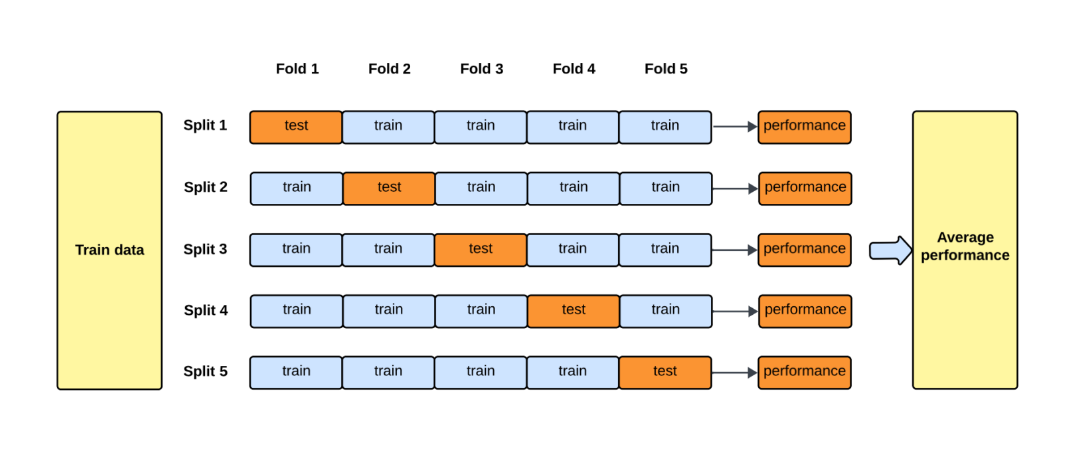 Fold 1 Fold 2 Fold 3 Fold 4 Fold 5
Split 1 test train train train train performance
Split 2 train test train train train performance
Train data
Split 3 train train test train train performance
Average
performance
Split 4 train train train test train performance
Split 5 train train train train test performance